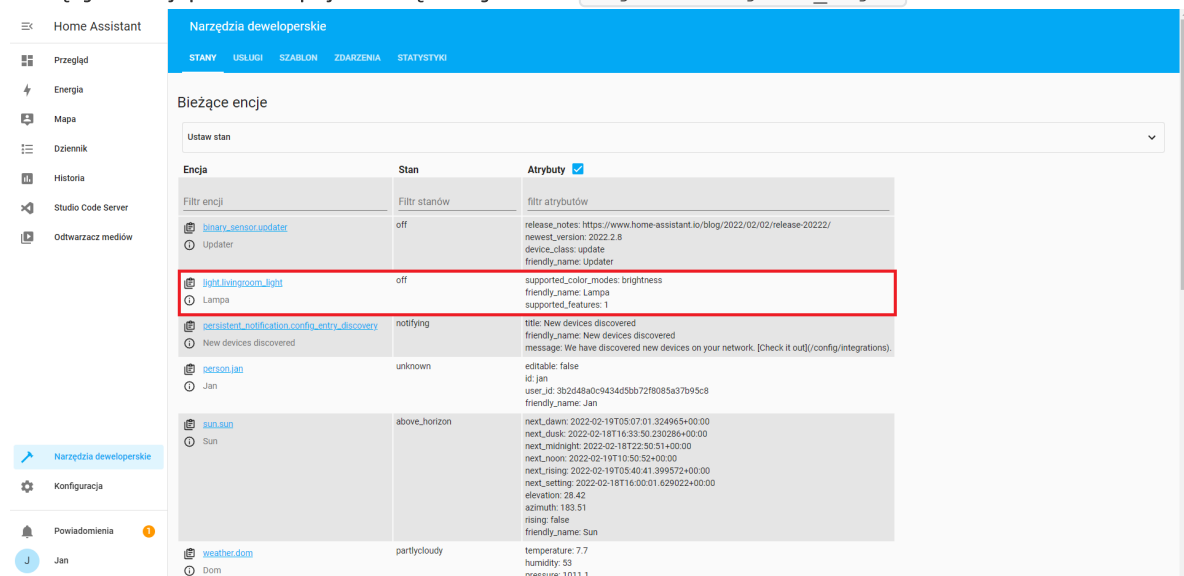 Home Assistant
Narzędzia deweloperskie
STANY USŁUGI SZABLON ZDARZENIA STATYSTYKI
Przegląd
Energia
Mapa
Dziennik
Historia
Studio Code Server
Odtwarzacz mediów
Narzędzia deweloperskie
Konfiguracja
Powiadomienia 1
J Jan
Bieżące encje
Ustaw stan
Encja Stan Atrybuty
Filtr encji Filtr stanów filtr atrybutów
binary_sensor.updater off release_notes: https://www.home-assistant.io/blog/2022/02/02/release-20222/
newest_version: 2022.2.8
Updater
device_class: update
friendly_name: Updater
light.livingroom_light off supported_color_modes: brightness
friendly_name: Lampa
Lampa
supported_features: 1
persistent_notification.config_entry_discovery notifying title: New devices discovered
friendly_name: New devices discovered
New devices discovered
message: We have discovered new devices on your network. [Check it out](/config/integrations).
person.jan unknown editable: false
id: jan
Jan
user_id: 3b2d48a0c9434d5bb72f8085a37b95c8
friendly_name: Jan
sun.sun above_horizon next_dawn: 2022-02-19T05:07:01.324965+00:00
next_dusk: 2022-02-18T16:33:50.230286+00:00
Sun
next_midnight: 2022-02-18T22:50:51+00:00
next_noon: 2022-02-19T10:50:52+00:00
next_rising: 2022-02-19T05:40:41.399572+00:00
next_setting: 2022-02-18T16:00:01.629022+00:00
elevation: 28.42
azimuth: 183.51
rising: false
friendly_name: Sun
weather.dom partlycloudy temperature: 7.7
humidity: 53
Dom
pressure: 1011.1